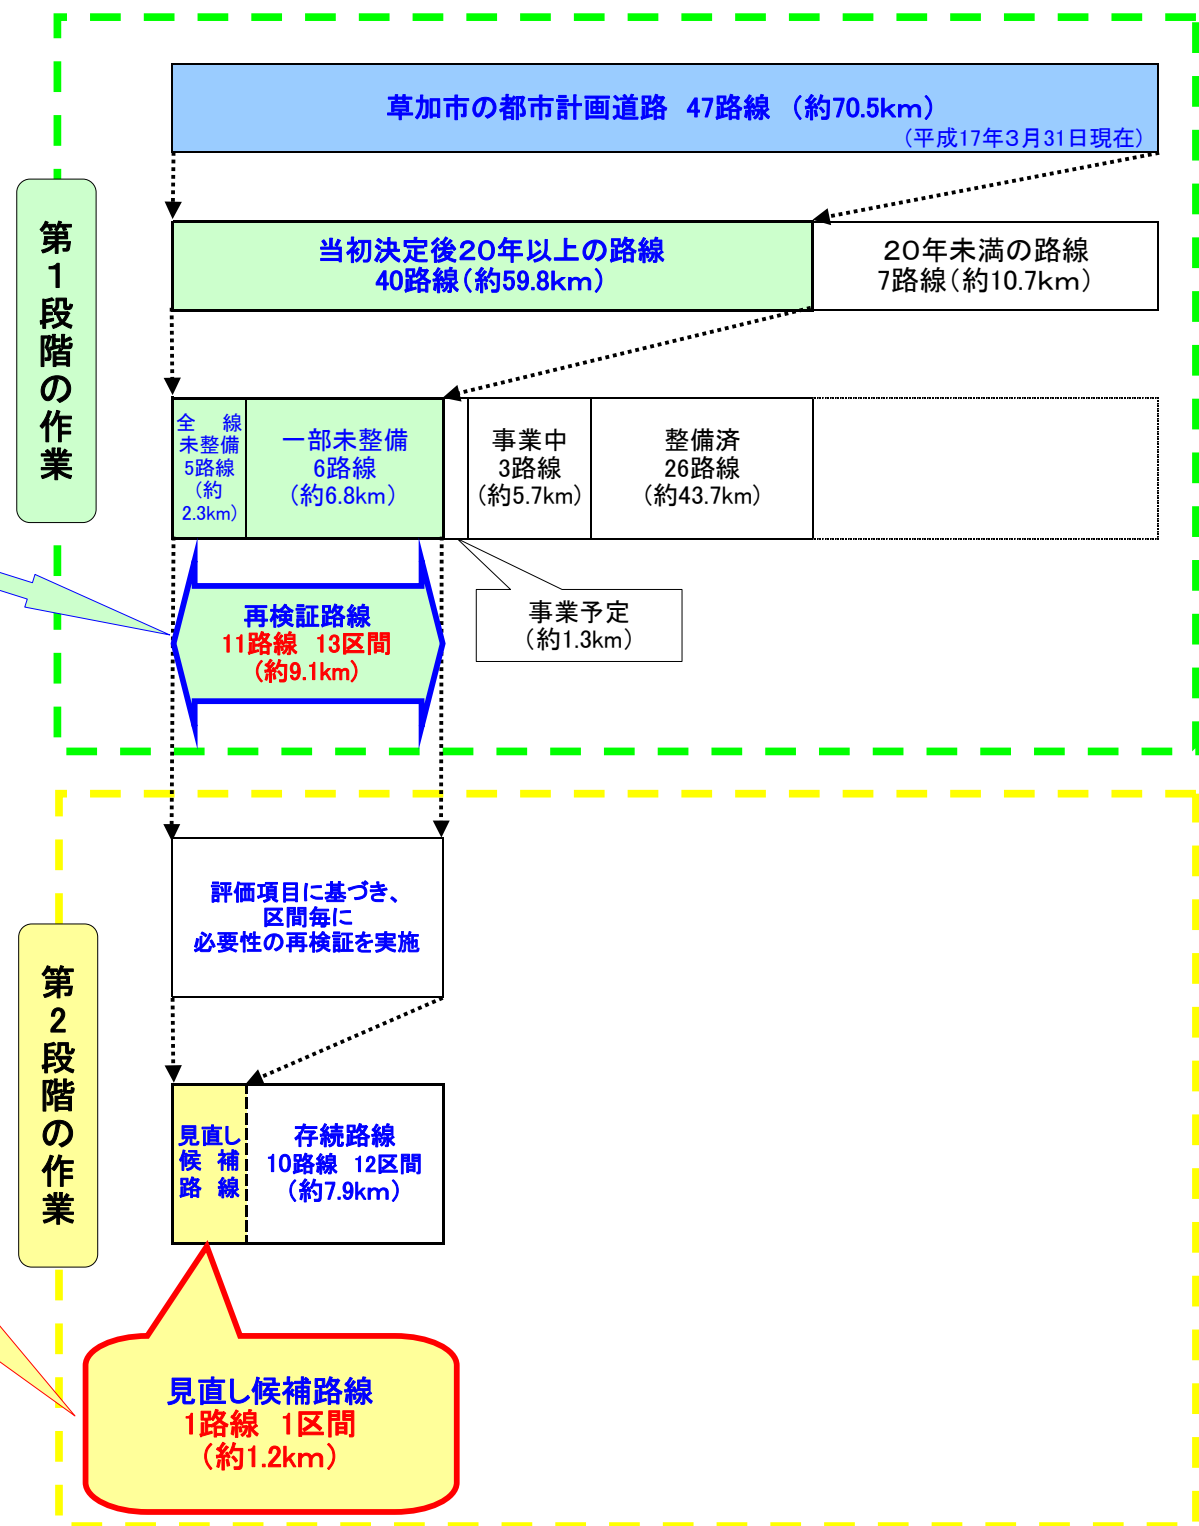 草加市の都市計画道路 47路線 (約70.5km)
(平成17年3月31日現在)
第1段階の作業
当初決定後20年以上の路線
40路線(約59.8km)
20年未満の路線
7路線(約10.7km)
全 線
未整備
5路線
(約
2.3km)
一部未整備
6路線
(約6.8km)
事業中
3路線
(約5.7km)
整備済
26路線
(約43.7km)
事業予定
(約1.3km)
再検証路線
11路線 13区間
(約9.1km)
第2段階の作業
評価項目に基づき、
区間毎に
必要性の再検証を実施
見直し
候 補
路 線
存続路線
10路線 12区間
(約7.9km)
見直し候補路線
1路線 1区間
(約1.2km)